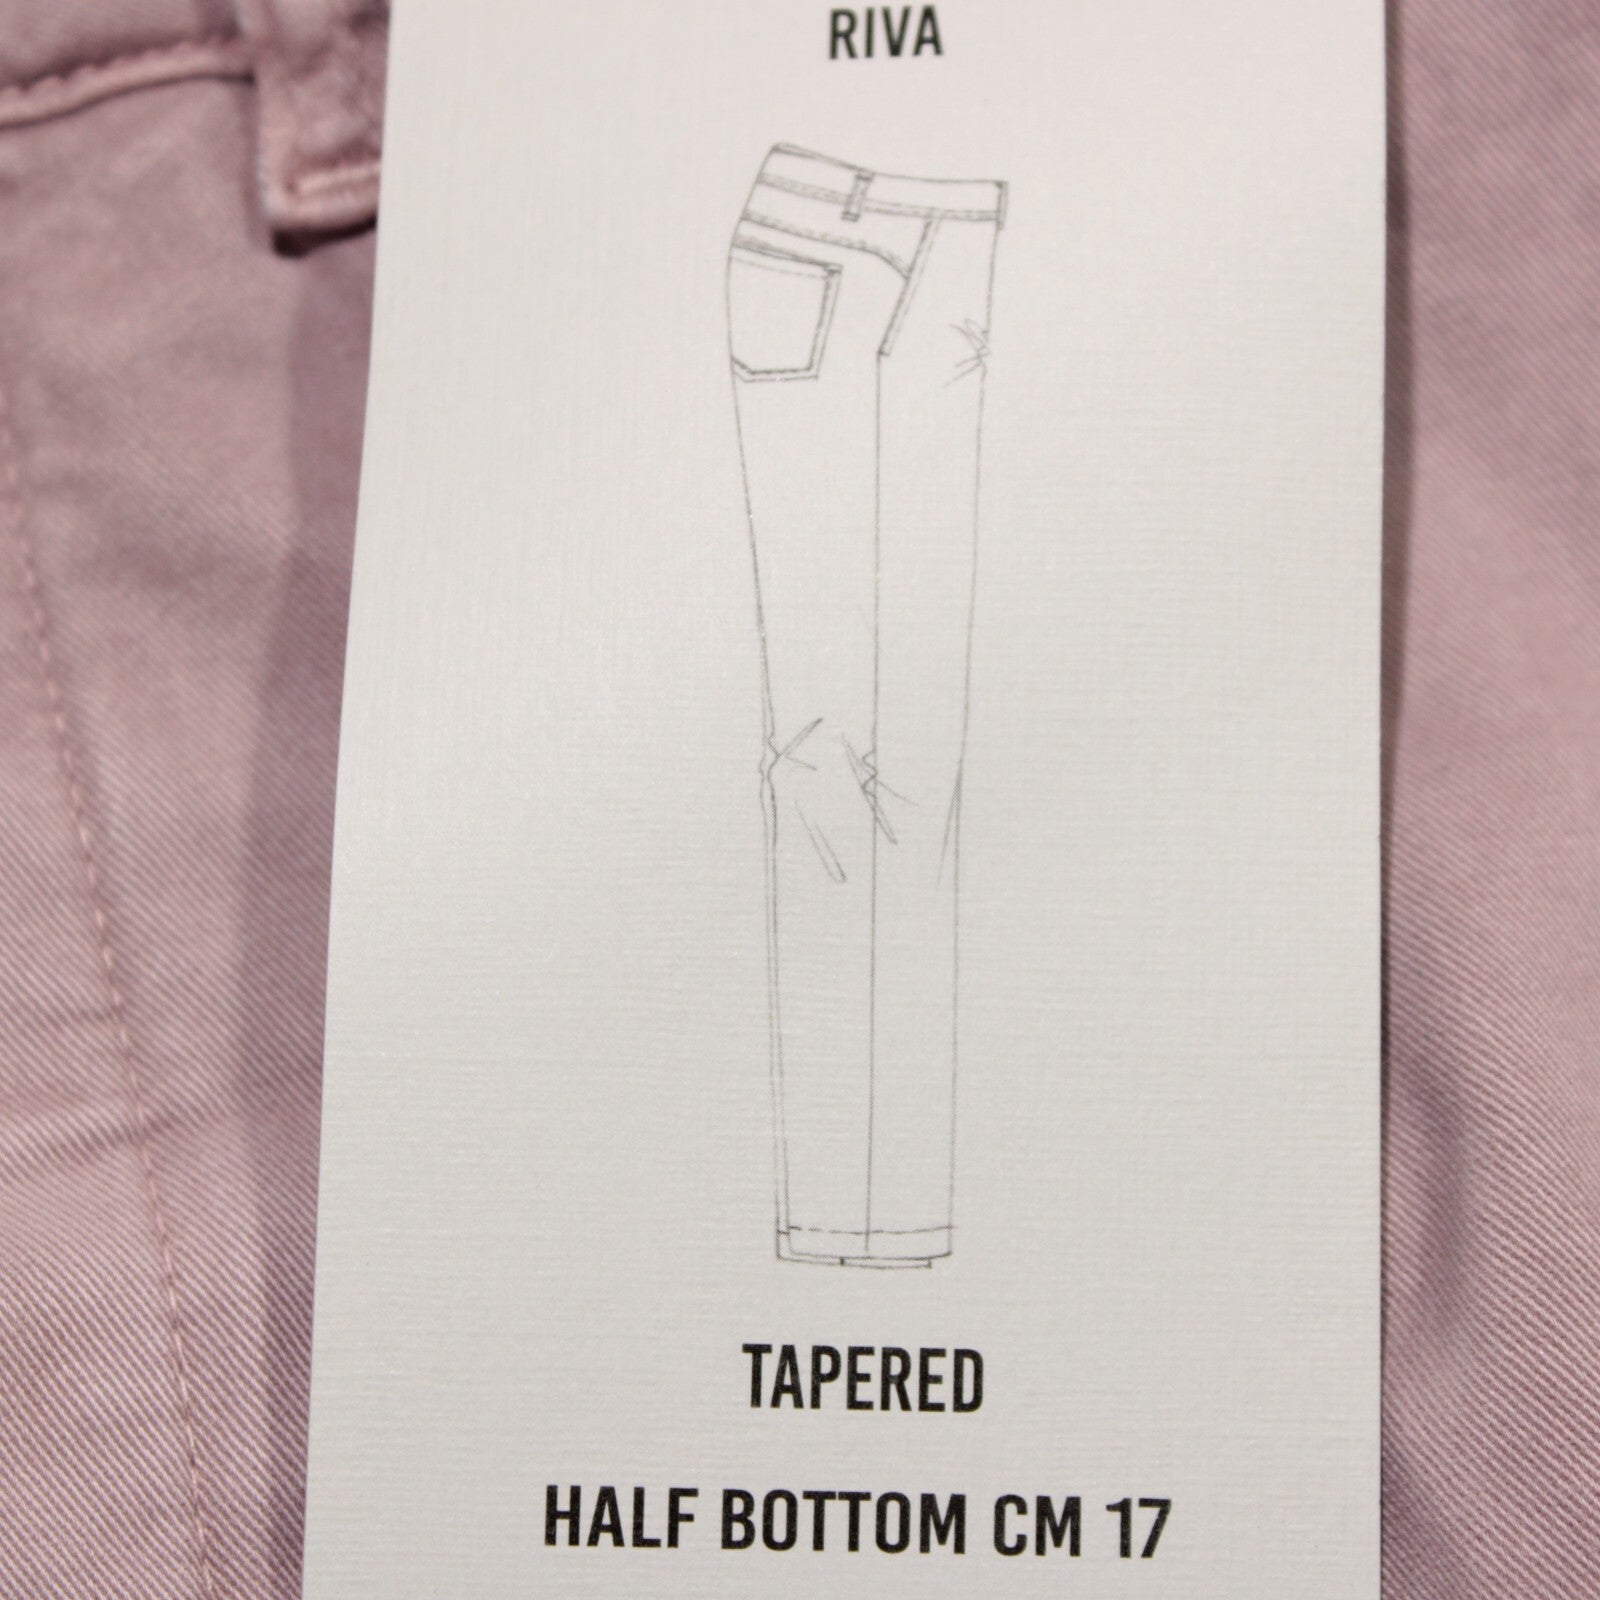 RIVA
TAPERED
HALF BOTTOM CM 17